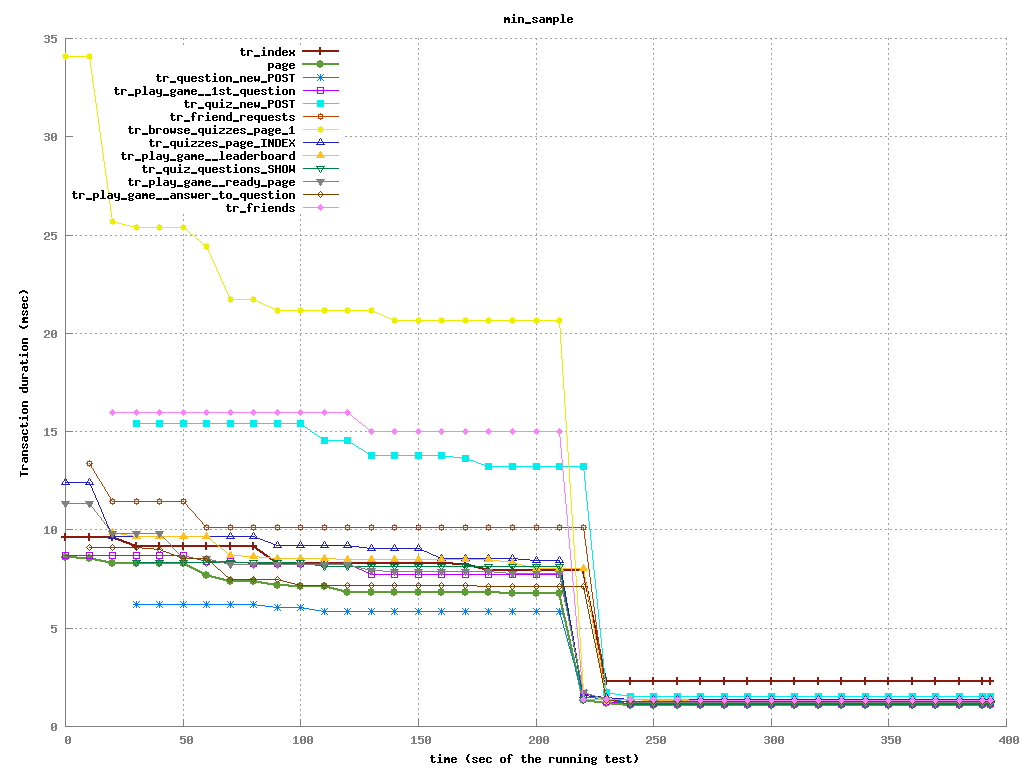 min_sample
35
30
25
20
15
10
5
0
Transaction duration (msec)
tr_index
page
tr_question_new_POST
tr_play_game__1st_question
tr_quiz_new_POST
tr_friend_requests
tr_browse_quizzes_page_1
tr_quizzes_page_INDEX
tr_play_game__leaderboard
tr_quiz_questions_SHOW
tr_play_game__ready_page
tr_play_game__answer_to_question
tr_friends
0 50 100 150 200 250 300 350 400
time (sec of the running test)